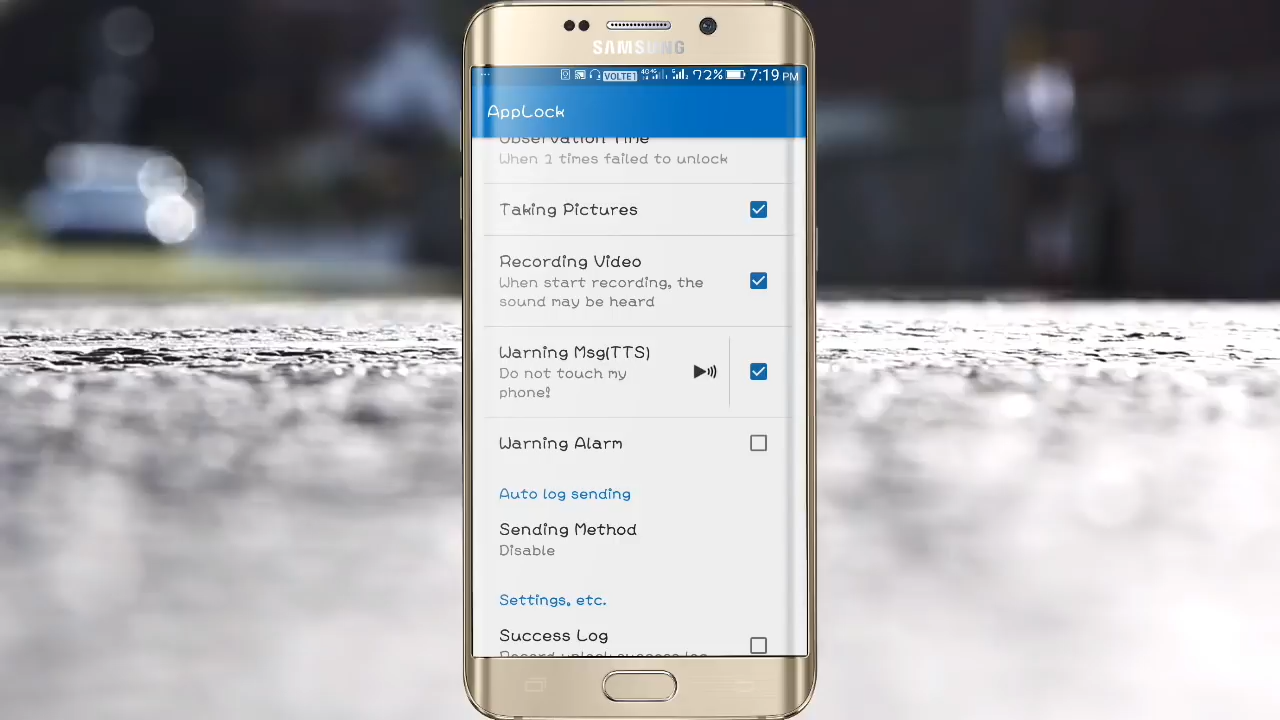 SAMSUNG
VOLTE1 4G 72% 7:19 PM
AppLock
Observation Time
When 1 times failed to unlock
Taking Pictures
Recording Video
When start recording, the
sound may be heard
Warning Msg(TTS)
Do not touch my
phone!
Warning Alarm
Auto log sending
Sending Method
Disable
Settings, etc.
Success Log
Record unlock success log